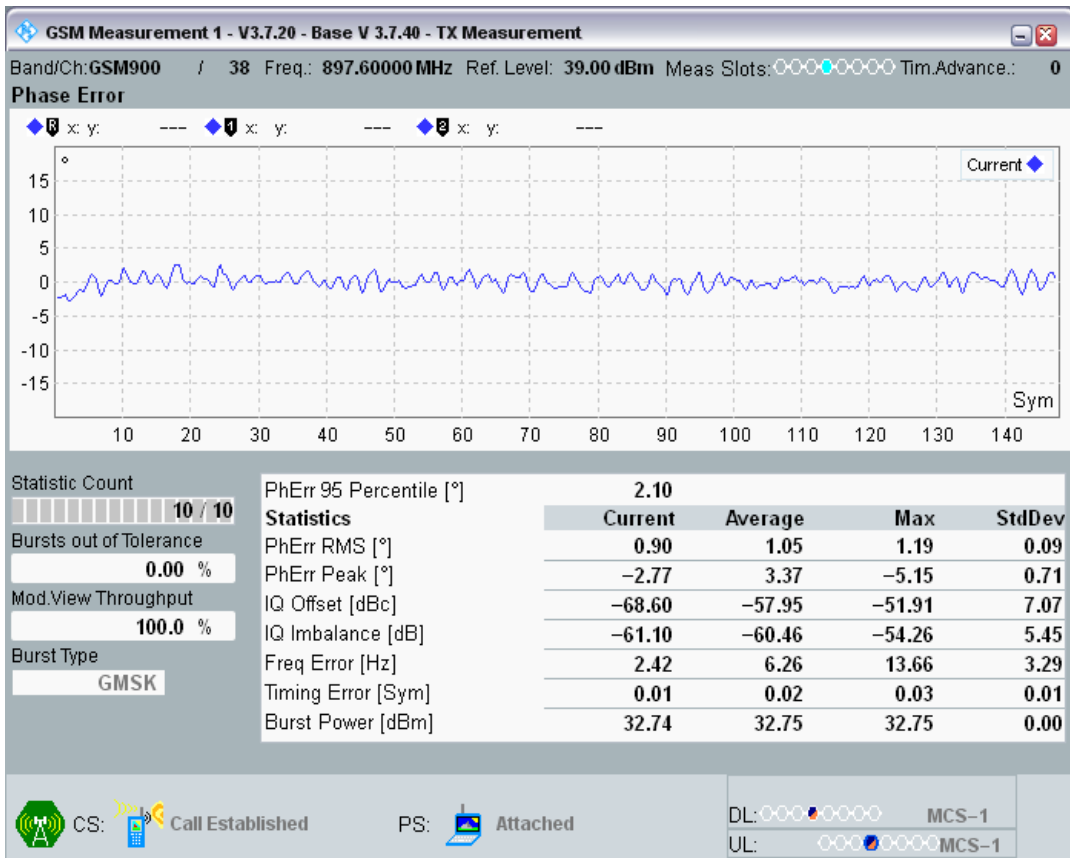 GSM Measurement 1 - V3.7.20 - Base V 3.7.40 - TX Measurement
Band/Ch:GSM900 / 38 Freq.: 897.60000 MHz Ref. Level: 39.00 dBm Meas Slots: Tim.Advance.: 0
Phase Error
R x: y: --- 1 x: y: --- 2 x: y: ---
° Current
15
10
5
0
-5
-10
-15
Sym
10 20 30 40 50 60 70 80 90 100 110 120 130 140
Statistic Count
10 / 10
Bursts out of Tolerance
0.00 %
Mod.View Throughput
100.0 %
Burst Type
GMSK
PhErr 95 Percentile [°] 2.10
Statistics Current Average Max StdDev
PhErr RMS [°] 0.90 1.05 1.19 0.09
PhErr Peak [°] −2.77 3.37 −5.15 0.71
IQ Offset [dBc] −68.60 −57.95 −51.91 7.07
IQ Imbalance [dB] −61.10 −60.46 −54.26 5.45
Freq Error [Hz] 2.42 6.26 13.66 3.29
Timing Error [Sym] 0.01 0.02 0.03 0.01
Burst Power [dBm] 32.74 32.75 32.75 0.00
CS: Call Established PS: Attached
DL: MCS−1
UL: MCS−1